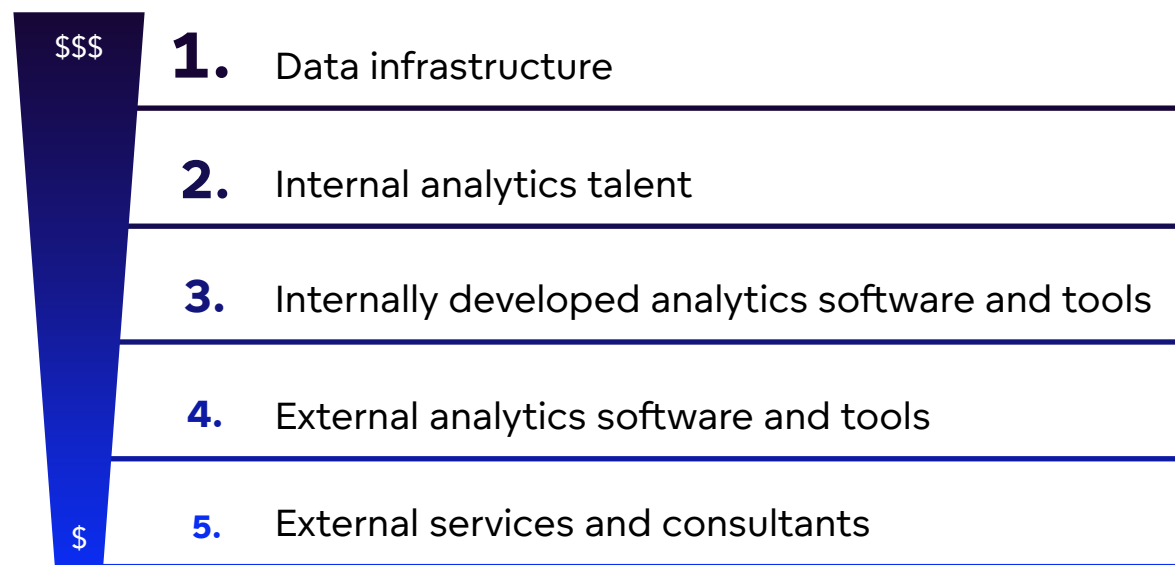 $$$
1. Data infrastructure
2. Internal analytics talent
3. Internally developed analytics software and tools
4. External analytics software and tools
5. External services and consultants
$